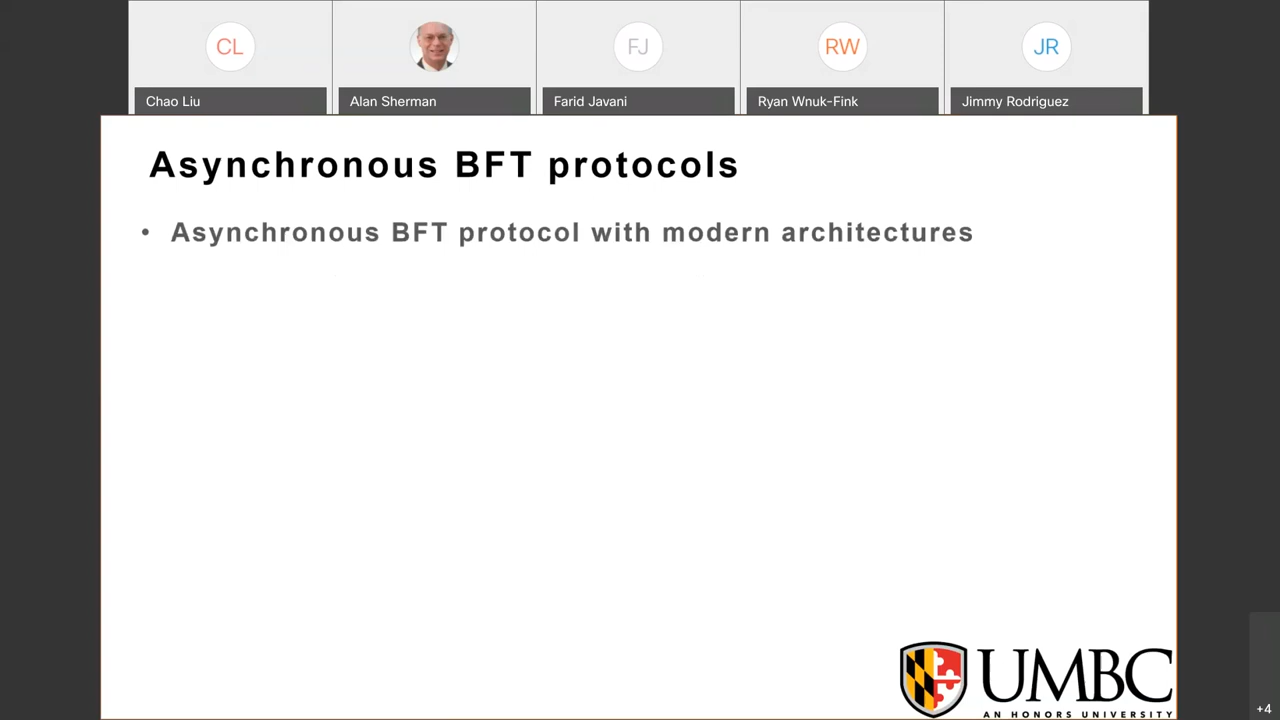 CL
FJ
RW
JR
Chao Liu
Alan Sherman
Farid Javani
Ryan Wnuk-Fink
Jimmy Rodriguez
Asynchronous BFT protocols
• Asynchronous BFT protocol with modern architectures
UMBC
AN HONORS UNIVERSITY
+4